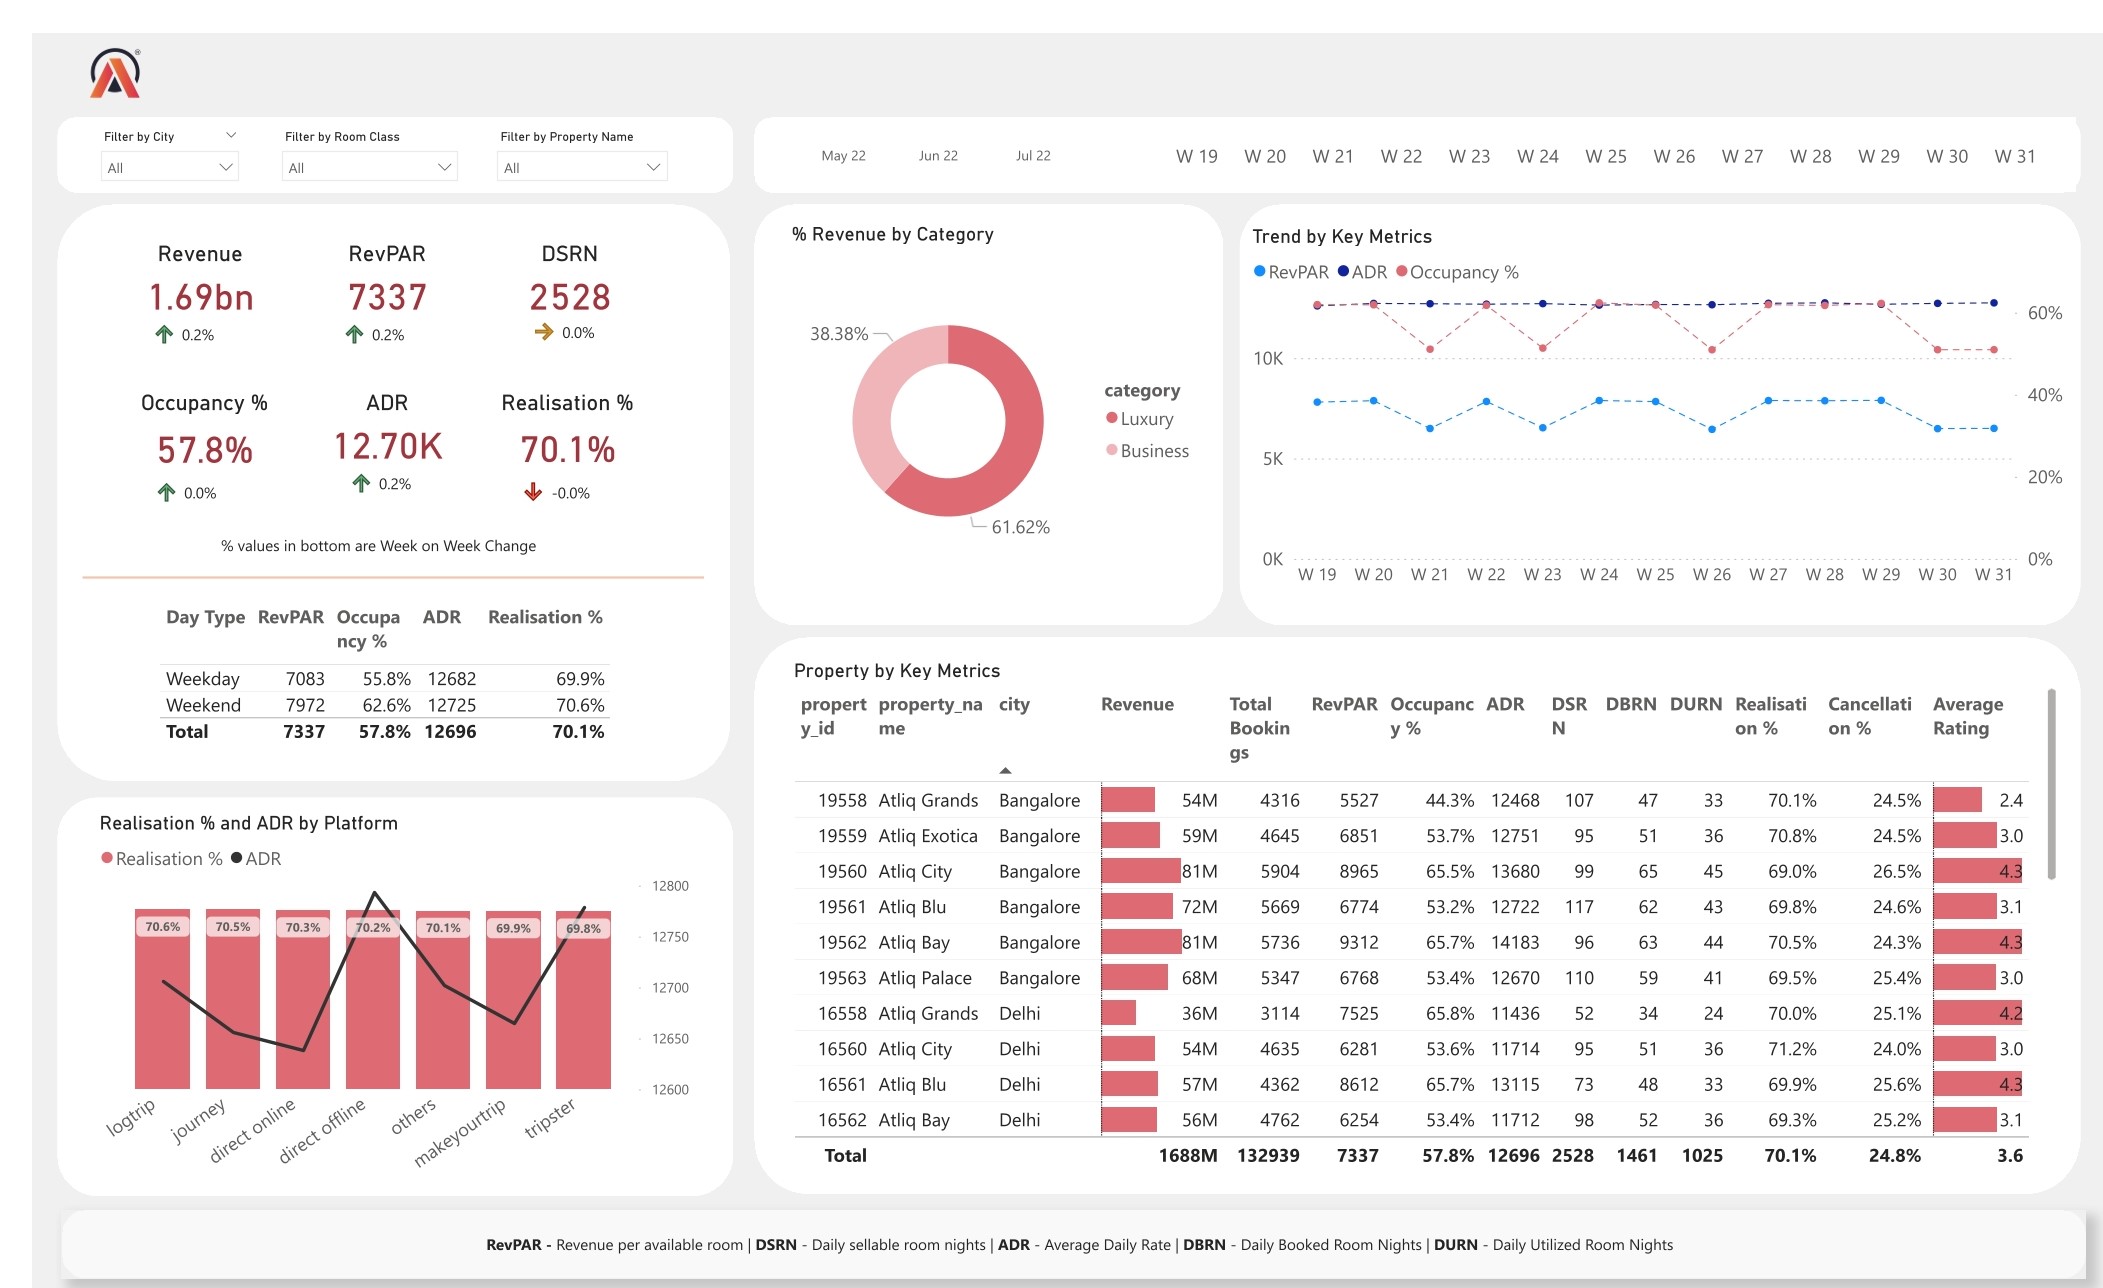 ®
Filter by City
Filter by Room Class
Filter by Property Name
All
All
All
May 22 Jun 22 Jul 22
W 19 W 20 W 21 W 22 W 23 W 24 W 25 W 26 W 27 W 28 W 29 W 30 W 31
Revenue RevPAR DSRN
1.69bn 7337 2528
0.2% 0.2% 0.0%
Occupancy % ADR Realisation %
57.8% 12.70K 70.1%
0.0% 0.2% -0.0%
% values in bottom are Week on Week Change
Day Type RevPAR Occupa ADR Realisation %
ncy %
Weekday 7083 55.8% 12682 69.9%
Weekend 7972 62.6% 12725 70.6%
Total 7337 57.8% 12696 70.1%
% Revenue by Category
38.38%
61.62%
category
Luxury
Business
Trend by Key Metrics
RevPAR ADR Occupancy %
60%
10K
40%
5K
20%
0K 0%
W 19 W 20 W 21 W 22 W 23 W 24 W 25 W 26 W 27 W 28 W 29 W 30 W 31
Realisation % and ADR by Platform
Realisation % ADR
12800
70.6% 70.5% 70.3% 70.2% 70.1% 69.9% 69.8%
12750
12700
12650
12600
logtrip journey direct online direct offline others makeyourtrip tripster
Property by Key Metrics
propert property_na city Revenue Total RevPAR Occupanc ADR DSR DBRN DURN Realisati Cancellati Average
y_id me Bookin y % N on % on % Rating
gs
19558 Atliq Grands Bangalore 54M 4316 5527 44.3% 12468 107 47 33 70.1% 24.5% 2.4
19559 Atliq Exotica Bangalore 59M 4645 6851 53.7% 12751 95 51 36 70.8% 24.5% 3.0
19560 Atliq City Bangalore 81M 5904 8965 65.5% 13680 99 65 45 69.0% 26.5% 4.3
19561 Atliq Blu Bangalore 72M 5669 6774 53.2% 12722 117 62 43 69.8% 24.6% 3.1
19562 Atliq Bay Bangalore 81M 5736 9312 65.7% 14183 96 63 44 70.5% 24.3% 4.3
19563 Atliq Palace Bangalore 68M 5347 6768 53.4% 12670 110 59 41 69.5% 25.4% 3.0
16558 Atliq Grands Delhi 36M 3114 7525 65.8% 11436 52 34 24 70.0% 25.1% 4.2
16560 Atliq City Delhi 54M 4635 6281 53.6% 11714 95 51 36 71.2% 24.0% 3.0
16561 Atliq Blu Delhi 57M 4362 8612 65.7% 13115 73 48 33 69.9% 25.6% 4.3
16562 Atliq Bay Delhi 56M 4762 6254 53.4% 11712 98 52 36 69.3% 25.2% 3.1
Total 1688M 132939 7337 57.8% 12696 2528 1461 1025 70.1% 24.8% 3.6
RevPAR - Revenue per available room | DSRN - Daily sellable room nights | ADR - Average Daily Rate | DBRN - Daily Booked Room Nights | DURN - Daily Utilized Room Nights